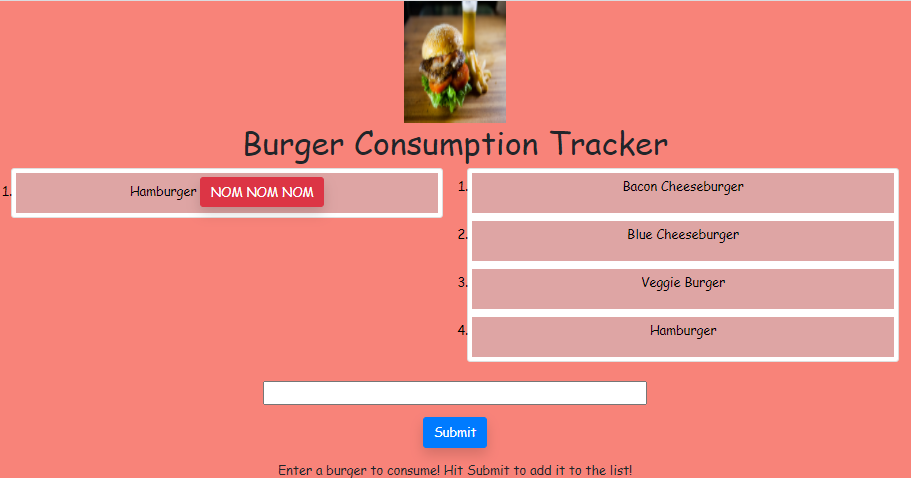 Burger Consumption Tracker
1. Hamburger NOM NOM NOM
1. Bacon Cheeseburger
2. Blue Cheeseburger
3. Veggie Burger
4. Hamburger
Submit
Enter a burger to consume! Hit Submit to add it to the list!